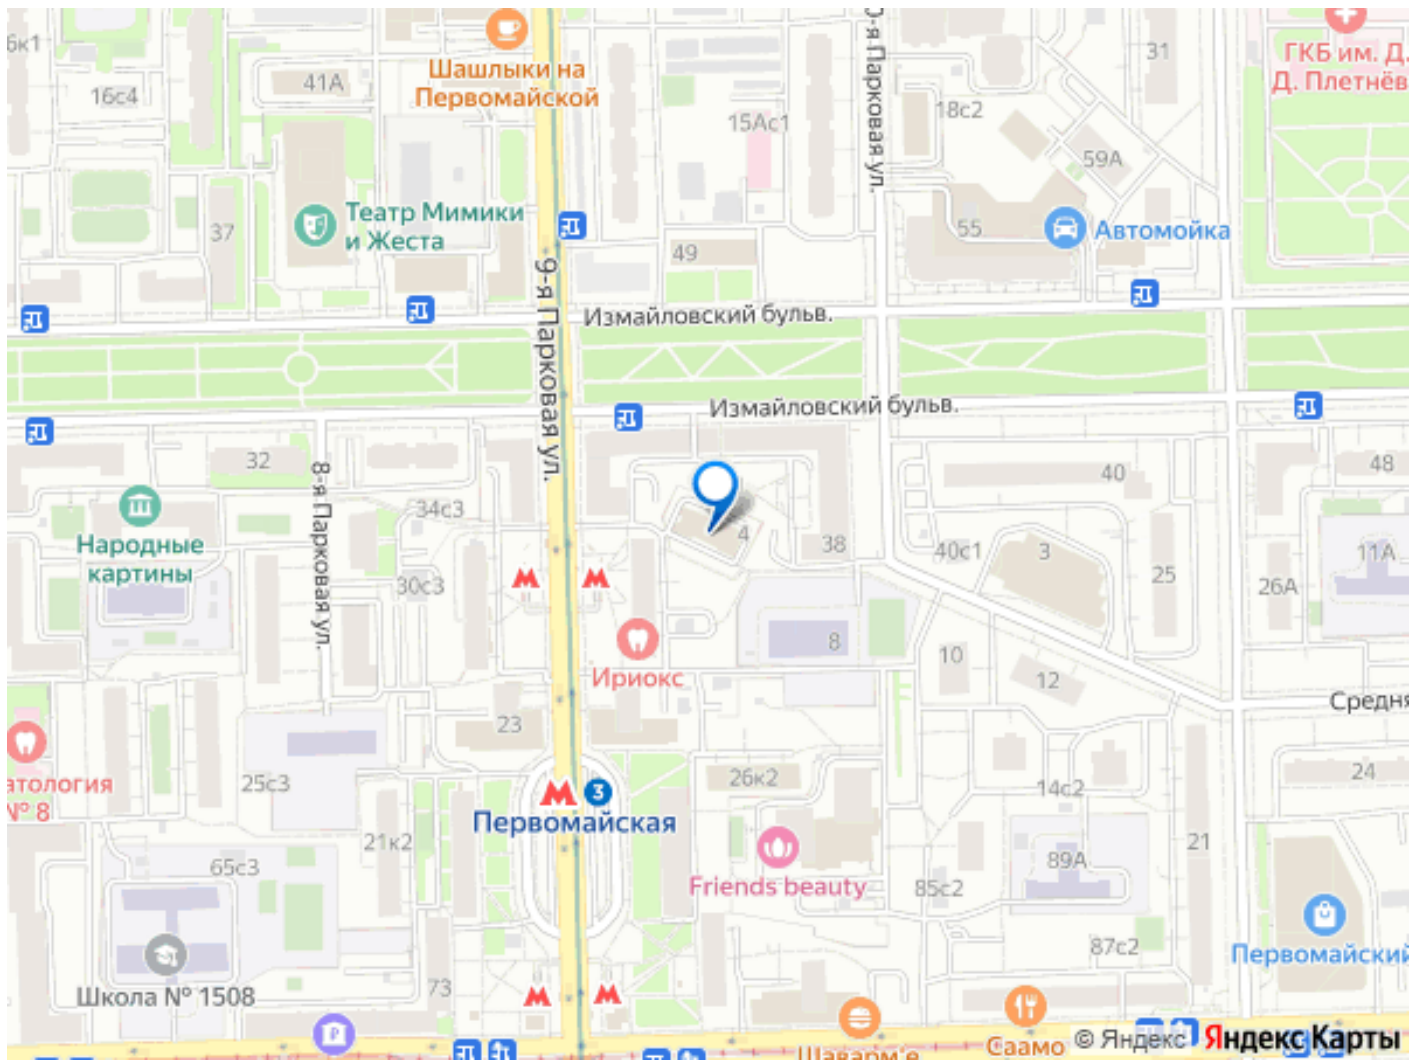 6к1
16с4
41А
Шашлыки на
Первомайской
15Ас1
0-я Парковая ул.
18с2
31
59А
ГКБ им. Д.
Д. Плетнёв
37
Театр Мимики
и Жеста
49
55
Автомойка
9-я Парковая ул.
Измайловский бульв.
Измайловский бульв.
32
8-я Парковая ул.
34с3
Народные
картины
30с3
4
38
40
40с1
3
25
48
11А
26А
Ириокс
8
10
12
Средня
23
25с3
атология
№ 8
3
Первомайская
26к2
14с2
24
21к2
65с3
Friends beauty
85с2
89А
21
87с2
Первомайский
Школа № 1508
73
Шаварм'е
Саамо
© Яндекс
Яндекс Карты